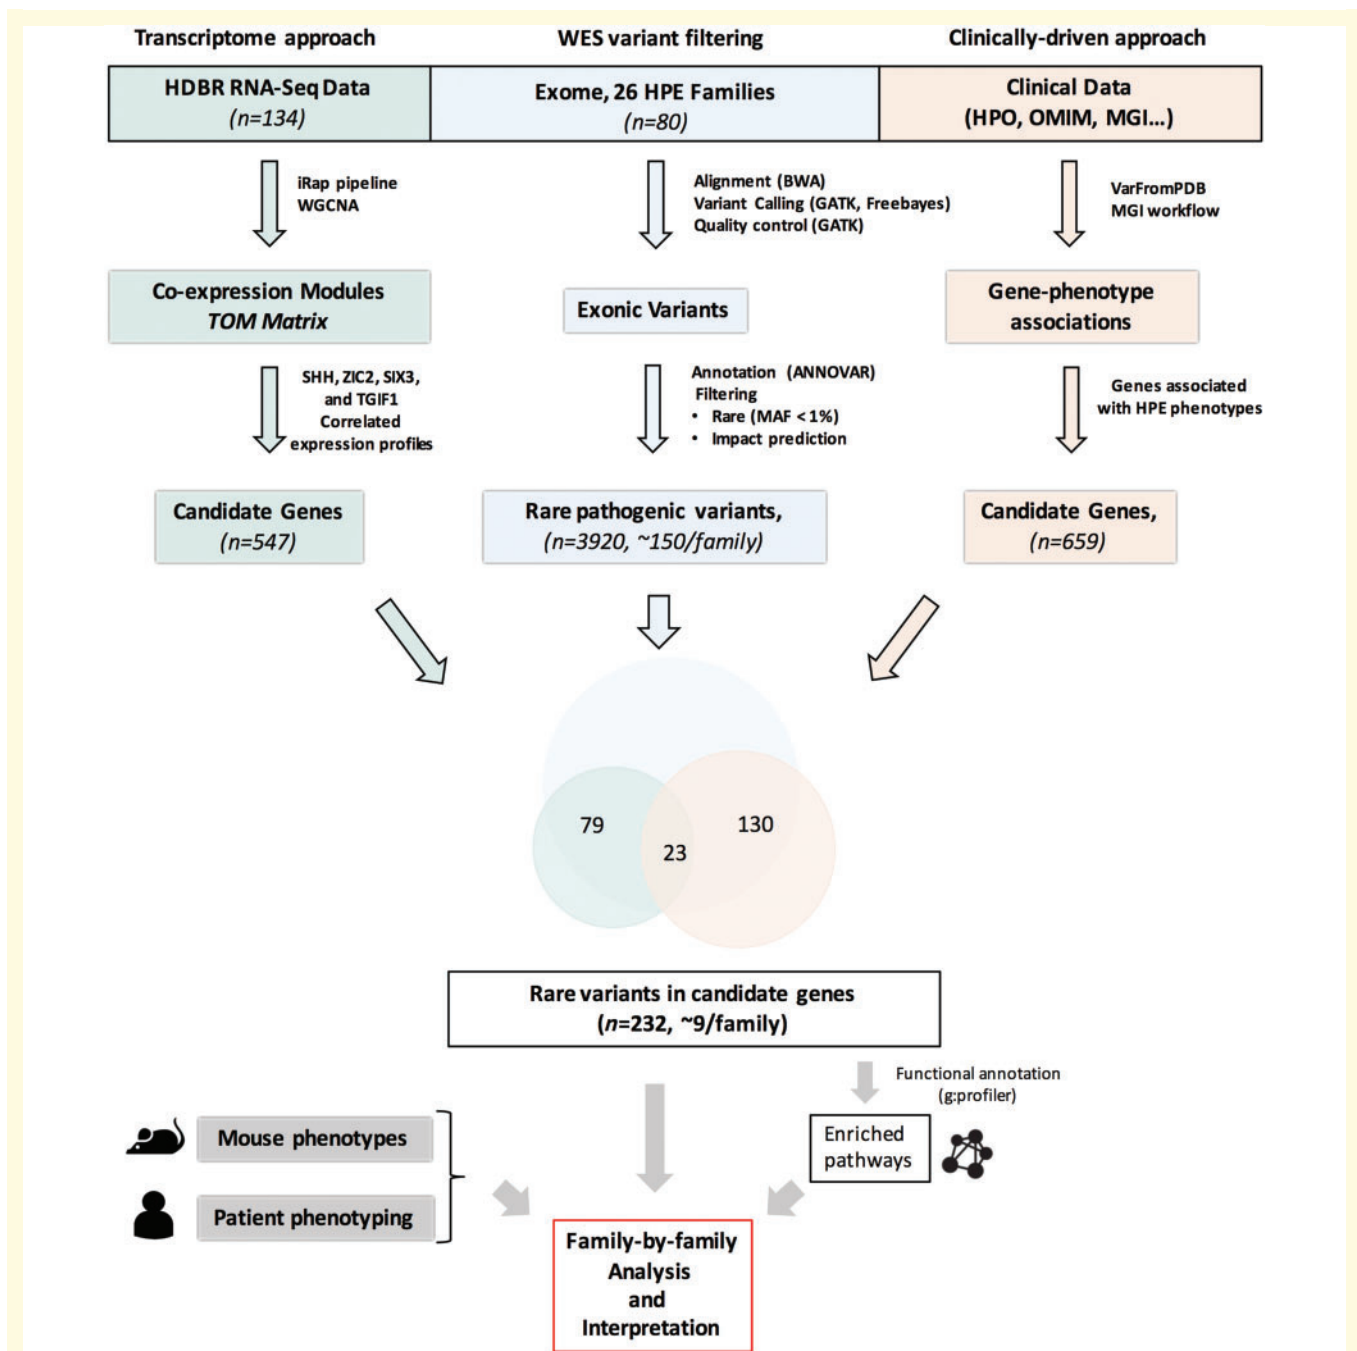 Transcriptome approach
WES variant filtering
Clinically-driven approach
HDBR RNA-Seq Data
(n=134)
Exome, 26 HPE Families
(n=80)
Clinical Data
(HPO, OMIM, MGI...)
iRap pipeline
WGCNA
Alignment (BWA)
Variant Calling (GATK, Freebayes)
Quality control (GATK)
VarFromPDB
MGI workflow
Co-expression Modules
TOM Matrix
Exonic Variants
Gene-phenotype
associations
SHH, ZIC2, SIX3,
and TGIF1
Correlated
expression profiles
Annotation (ANNOVAR)
Filtering
• Rare (MAF < 1%)
• Impact prediction
Genes associated
with HPE phenotypes
Candidate Genes
(n=547)
Rare pathogenic variants,
(n=3920, ~150/family)
Candidate Genes,
(n=659)
79
130
23
Rare variants in candidate genes
(n=232, ~9/family)
Functional annotation
(g:profiler)
Mouse phenotypes
Enriched
pathways
Patient phenotyping
Family-by-family
Analysis
and
Interpretation